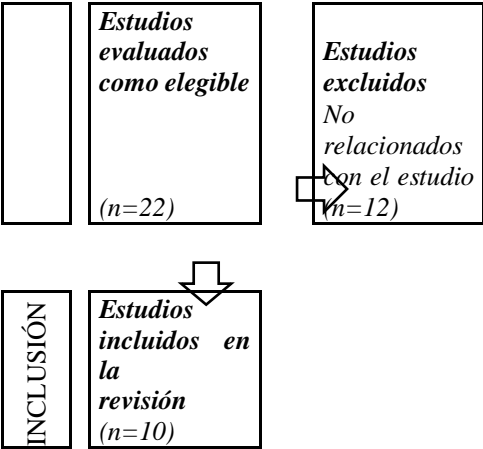 Estudios
evaluados
como elegible
(n=22)
Estudios
excluidos
No
relacionados
con el estudio
(n=12)
INCLUSIÓN
Estudios
incluidos en
la
revisión
(n=10)